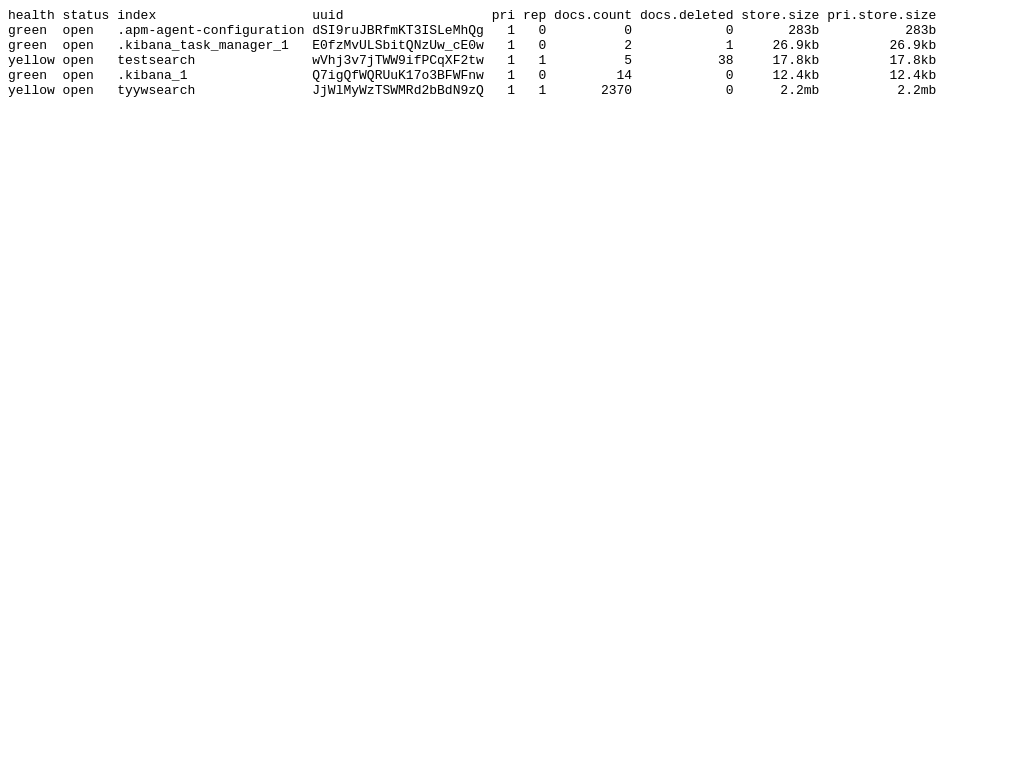 health status index uuid pri rep docs.count docs.deleted store.size pri.store.size
green open .apm-agent-configuration dSI9ruJBRfmKT3ISLeMhQg 1 0 0 0 283b 283b
green open .kibana_task_manager_1 E0fzMvULSbitQNzUw_cE0w 1 0 2 1 26.9kb 26.9kb
yellow open testsearch wVhj3v7jTWW9ifPCqXF2tw 1 1 5 38 17.8kb 17.8kb
green open .kibana_1 Q7igQfWQRUuK17o3BFWFnw 1 0 14 0 12.4kb 12.4kb
yellow open tyywsearch JjWlMyWzTSWMRd2bBdN9zQ 1 1 2370 0 2.2mb 2.2mb